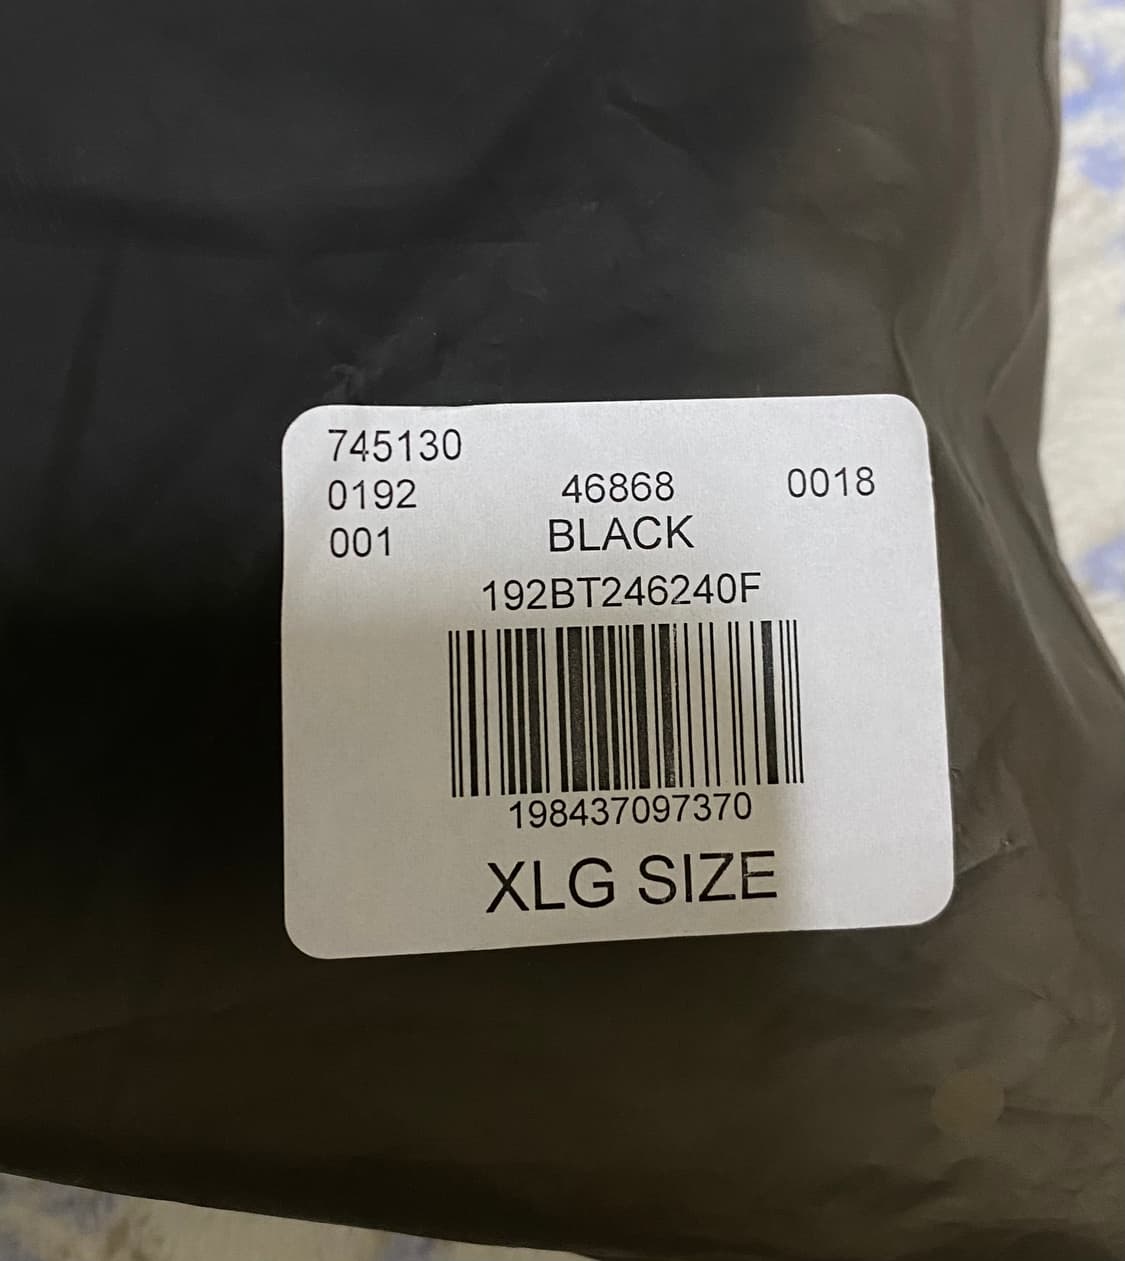 745130
0192 46868 0018
001 BLACK
192BT246240F
198437097370
XLG SIZE